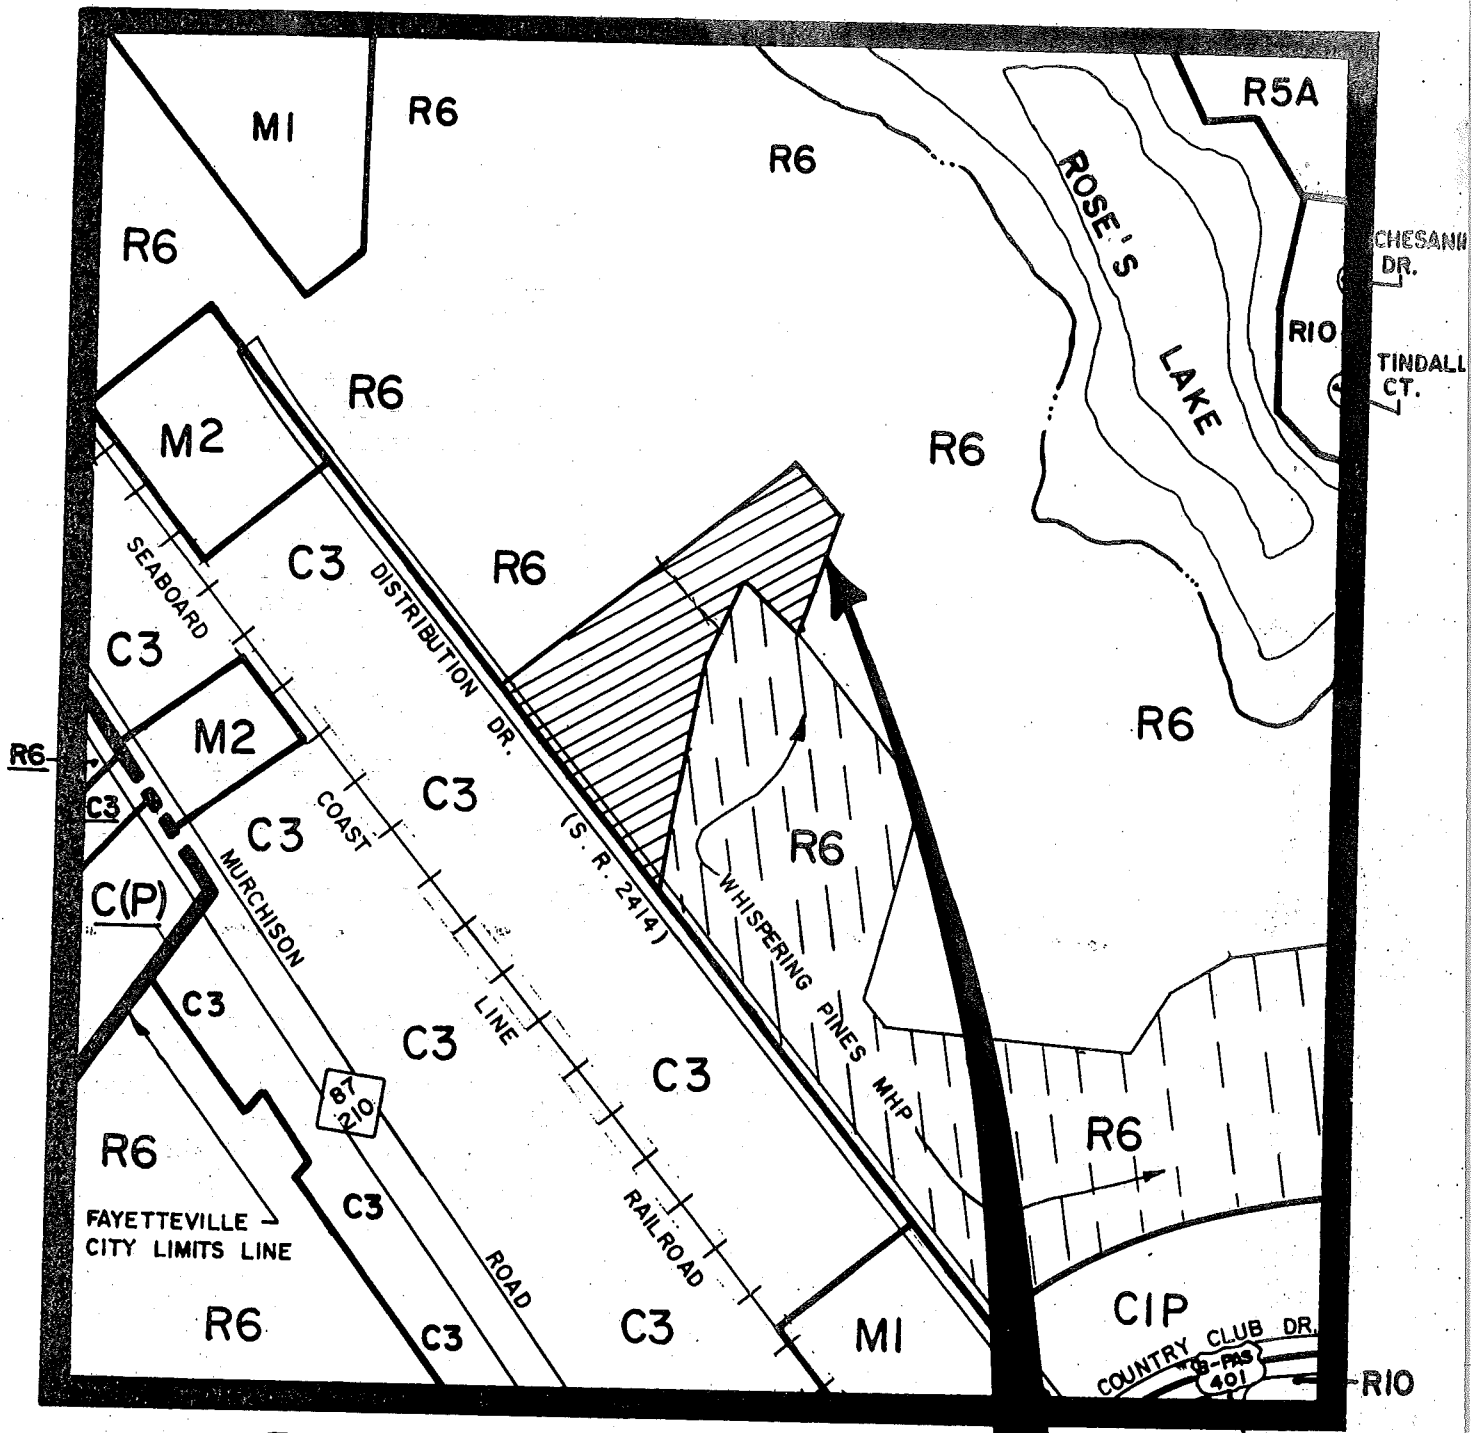 R5A
M1
R6
R6
ROSE'S
LAKE
R6
CHESANN
DR.
R10
TINDALL
CT.
R6
M2
R6
R6
C3
SEABOARD
COAST
LINE
RAILROAD
DISTRIBUTION DR.
(S. R. 2414)
C3
R6
M2
R6
C3
C3
C3
R6
WHISPERING PINES MHP
C(P)
MURCHISON
ROAD
C3
C3
C3
87
210
R6
R6
C3
FAYETTEVILLE
CITY LIMITS LINE
R6
C3
C3
M1
C1P
COUNTRY CLUB DR.
401
R10